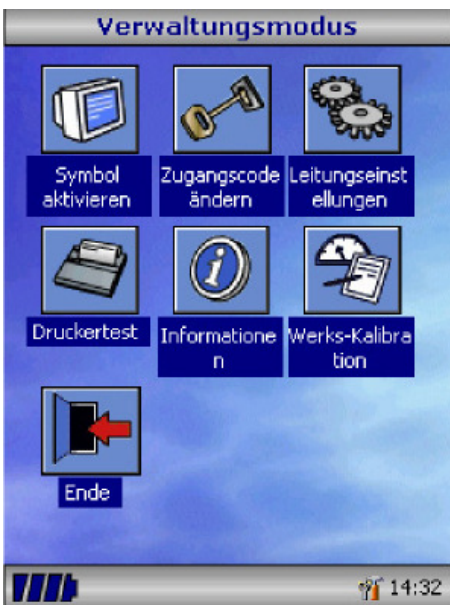 Verwaltungsmodus
Symbol
aktivieren
Zugangscode
ändern
Leitungseinst
ellungen
Druckertest
Informatione
n
Werks-Kalibra
tion
Ende
14:32